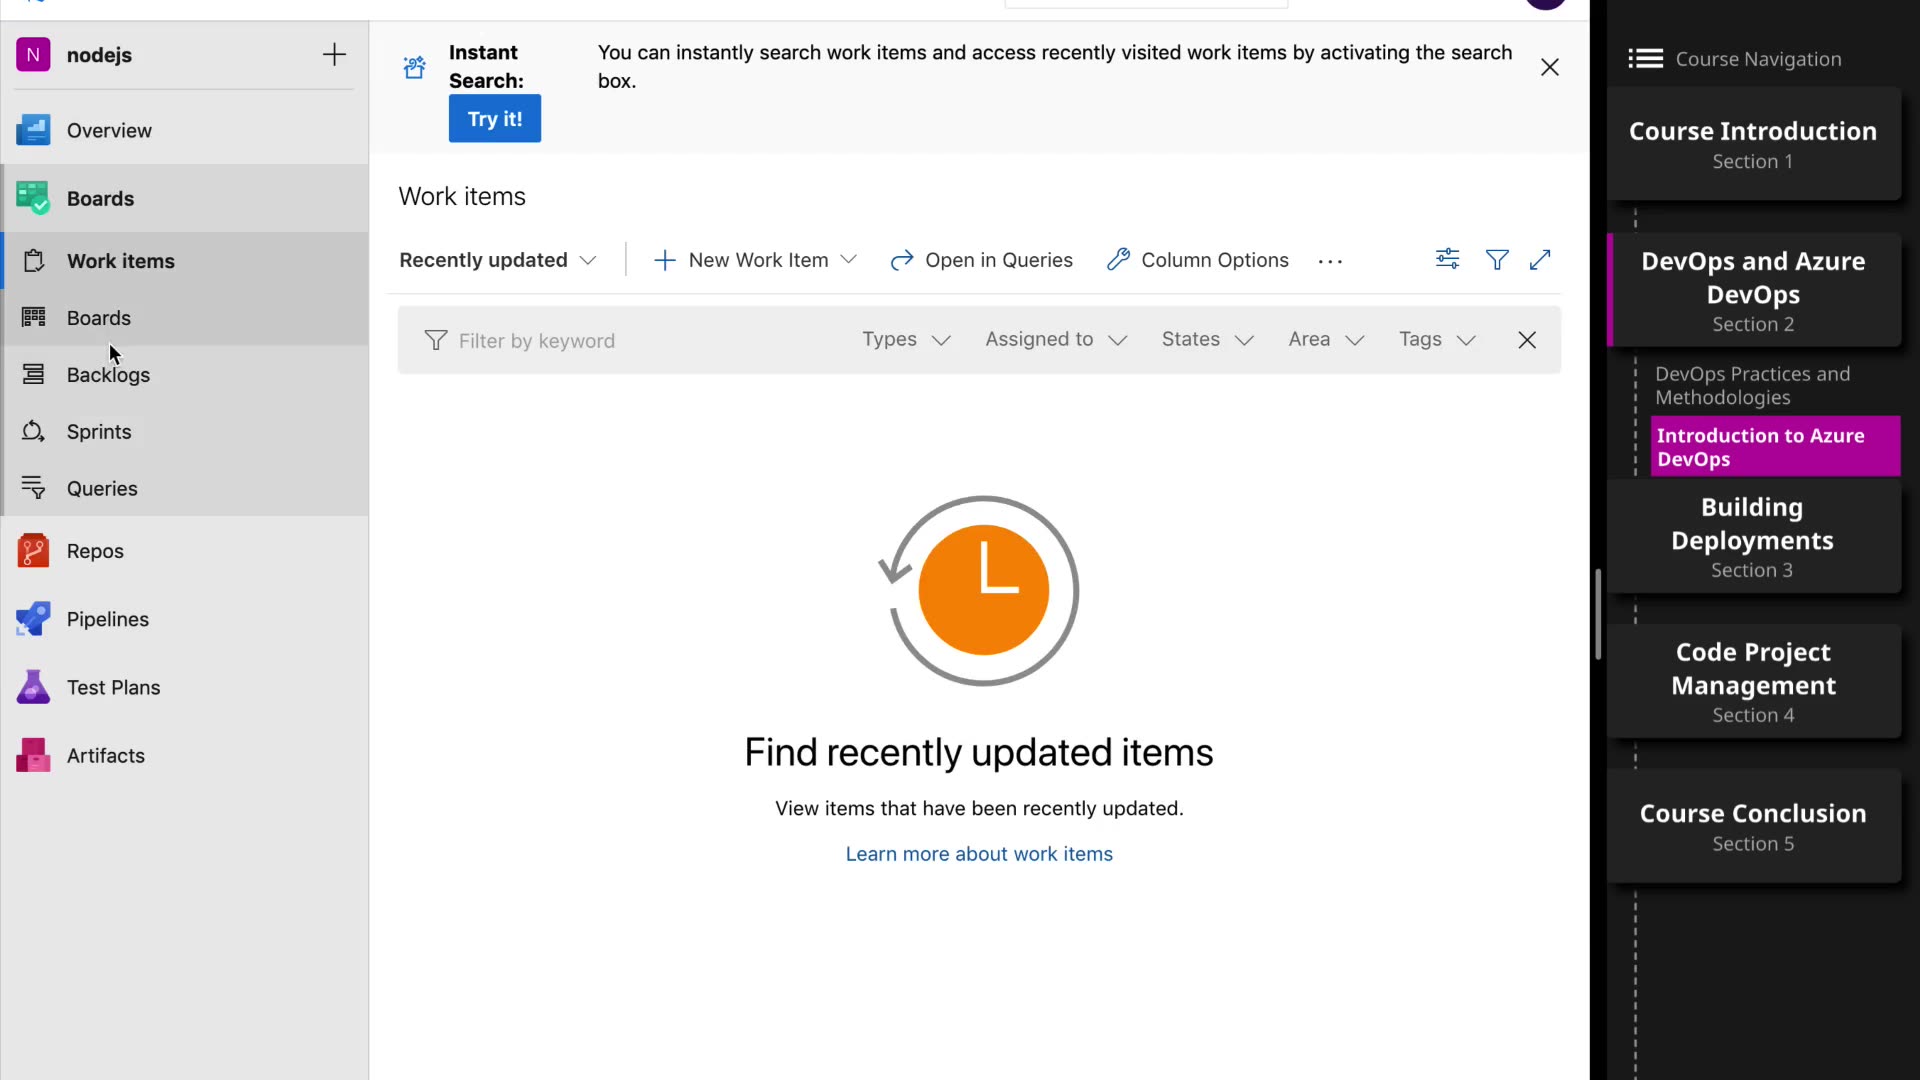 N nodejs
Overview
Boards
Work items
Boards
Backlogs
Sprints
Queries
Repos
Pipelines
Test Plans
Artifacts
Instant
Search:
You can instantly search work items and access recently visited work items by activating the search
box.
Try it!
Work items
Recently updated
New Work Item
Open in Queries
Column Options
Filter by keyword
Types
Assigned to
States
Area
Tags
Find recently updated items
View items that have been recently updated.
Learn more about work items
Course Navigation
Course Introduction
Section 1
DevOps and Azure
DevOps
Section 2
DevOps Practices and
Methodologies
Introduction to Azure
DevOps
Building
Deployments
Section 3
Code Project
Management
Section 4
Course Conclusion
Section 5